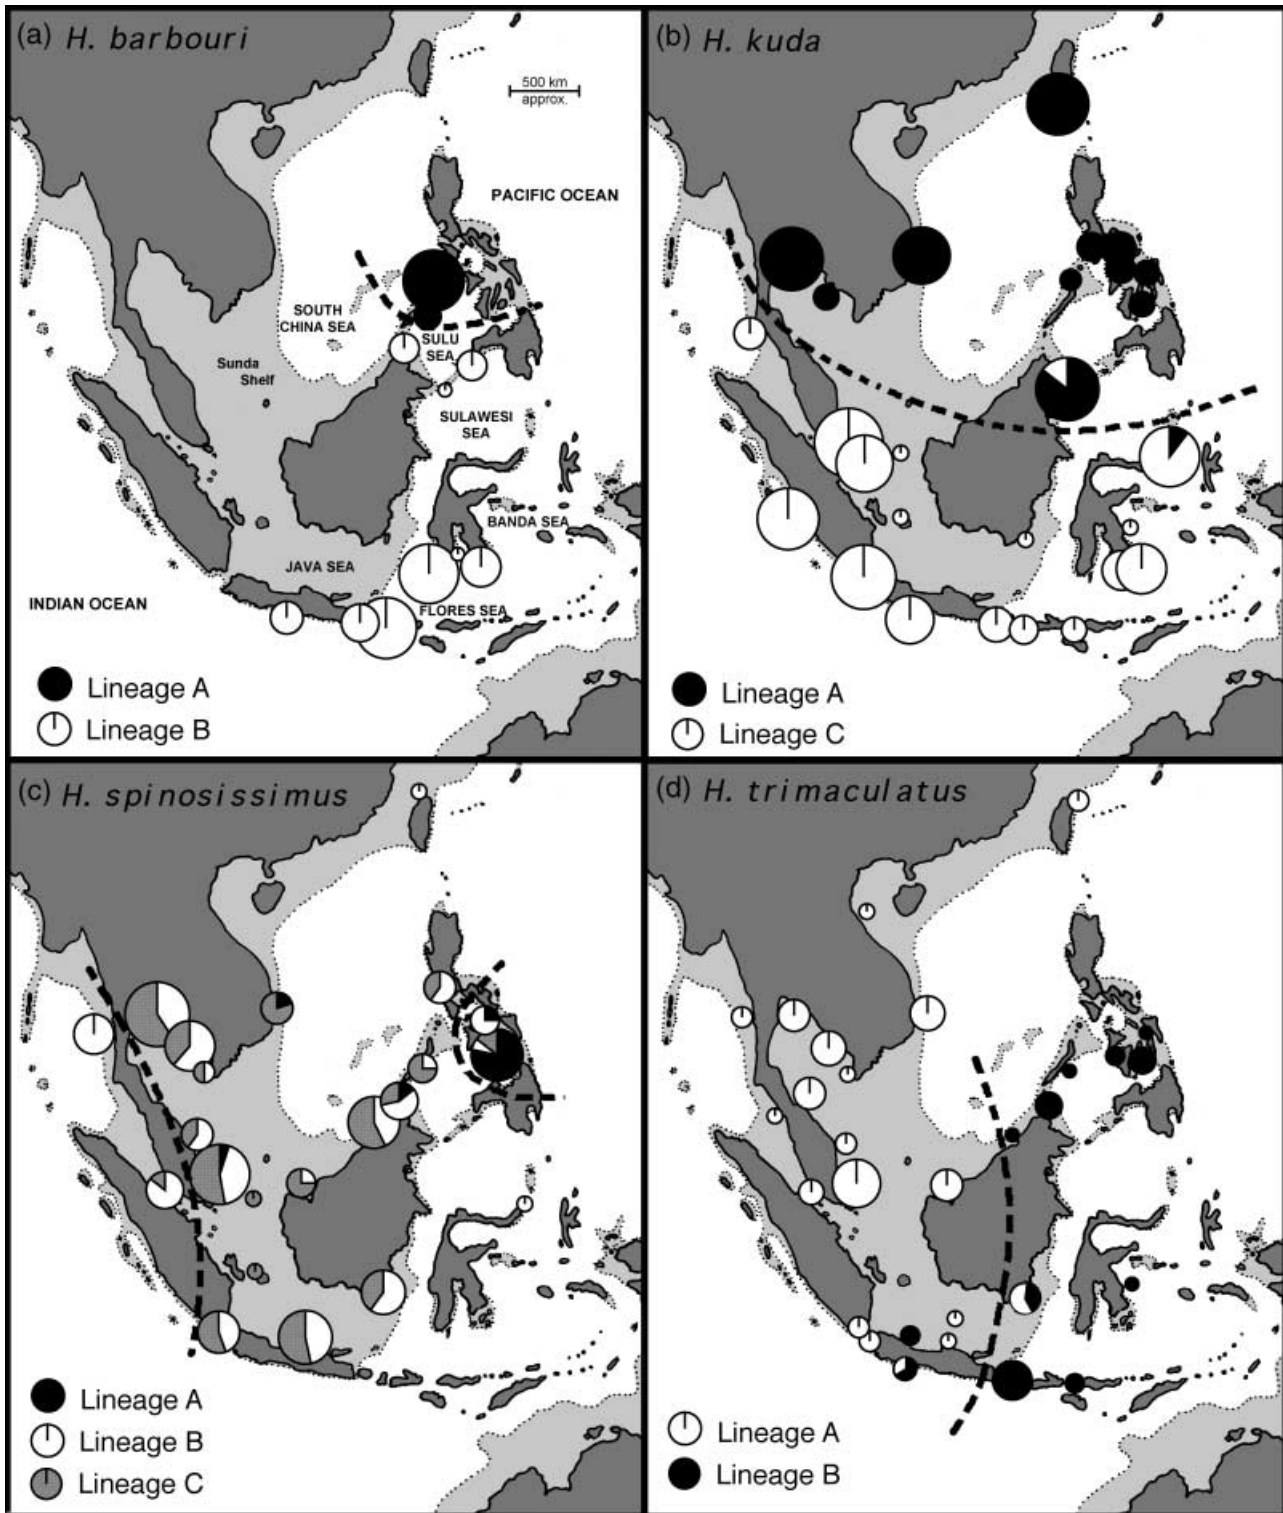 (a) H. barbouri
500 km
approx.
PACIFIC OCEAN
SOUTH
CHINA SEA
SULU
SEA
Sunda
Shelf
SULAWESI
SEA
BANDA SEA
JAVA SEA
INDIAN OCEAN
FLORES SEA
Lineage A
Lineage B
(b) H. kuda
Lineage A
Lineage C
(c) H. spinosissimus
Lineage A
Lineage B
Lineage C
(d) H. trimaculatus
Lineage A
Lineage B